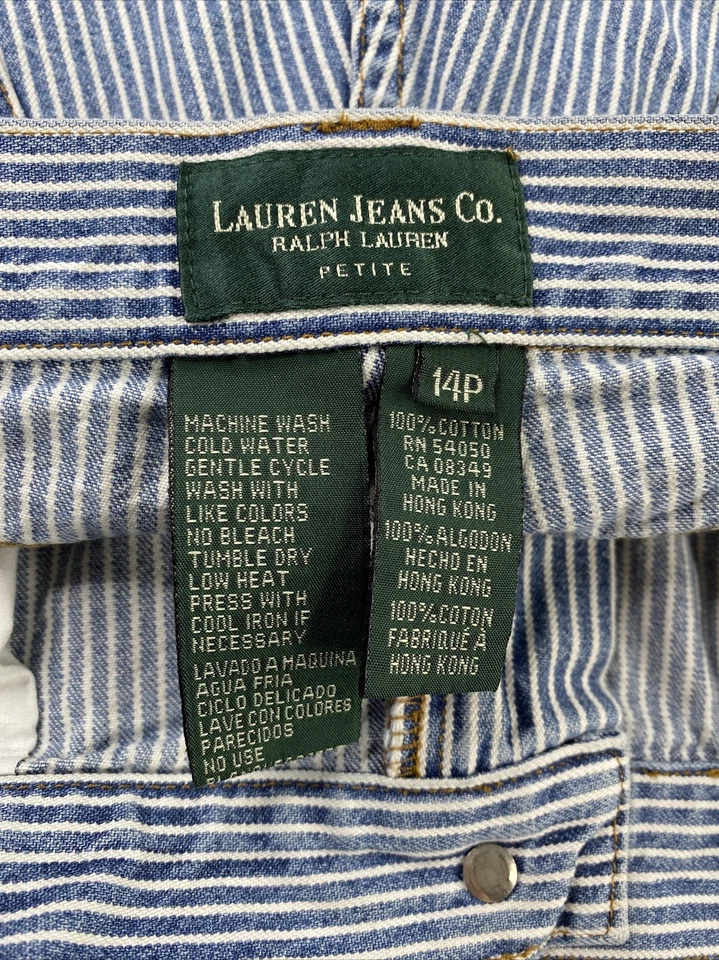 LAUREN JEANS CO.
RALPH LAUREN
PETITE
MACHINE WASH
COLD WATER
GENTLE CYCLE
WASH WITH
LIKE COLORS
NO BLEACH
TUMBLE DRY
LOW HEAT
PRESS WITH
COOL IRON IF
NECESSARY
LAVADO A MAQUINA
AGUA FRIA
CICLO DELICADO
LAVE CON COLORES
PARECIDOS
NO USE
14P
100% COTTON
RN 54050
CA 08349
MADE IN
HONG KONG
100% ALGODON
HECHO EN
HONG KONG
100% COTON
FABRIQUÉ À
HONG KONG